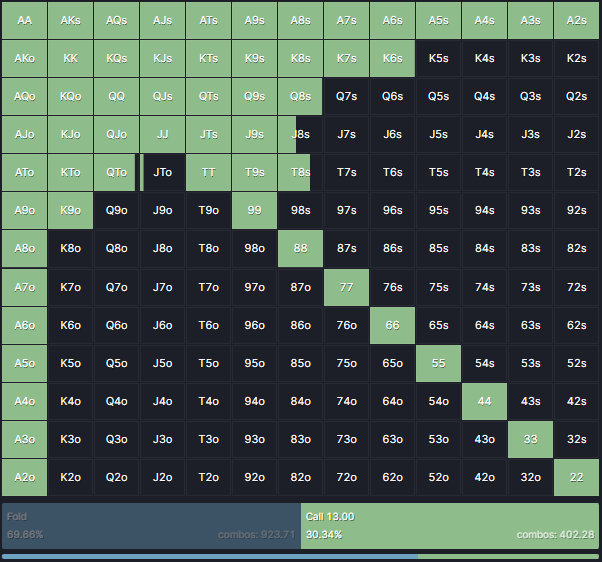 AA AKs AQs AJs ATs A9s A8s A7s A6s A5s A4s A3s A2s
AKo KK KQs KJs KTs K9s K8s K7s K6s K5s K4s K3s K2s
AQo KQo QQ QJs QTs Q9s Q8s Q7s Q6s Q5s Q4s Q3s Q2s
AJo KJo QJo JJ JTs J9s J8s J7s J6s J5s J4s J3s J2s
ATo KTo QTo JTo TT T9s T8s T7s T6s T5s T4s T3s T2s
A9o K9o Q9o J9o T9o 99 98s 97s 96s 95s 94s 93s 92s
A8o K8o Q8o J8o T8o 98o 88 87s 86s 85s 84s 83s 82s
A7o K7o Q7o J7o T7o 97o 87o 77 76s 75s 74s 73s 72s
A6o K6o Q6o J6o T6o 96o 86o 76o 66 65s 64s 63s 62s
A5o K5o Q5o J5o T5o 95o 85o 75o 65o 55 54s 53s 52s
A4o K4o Q4o J4o T4o 94o 84o 74o 64o 54o 44 43s 42s
A3o K3o Q3o J3o T3o 93o 83o 73o 63o 53o 43o 33 32s
A2o K2o Q2o J2o T2o 92o 82o 72o 62o 52o 42o 32o 22
Fold Call 13.00
69.66% combos: 923.71 30.34% combos: 402.28